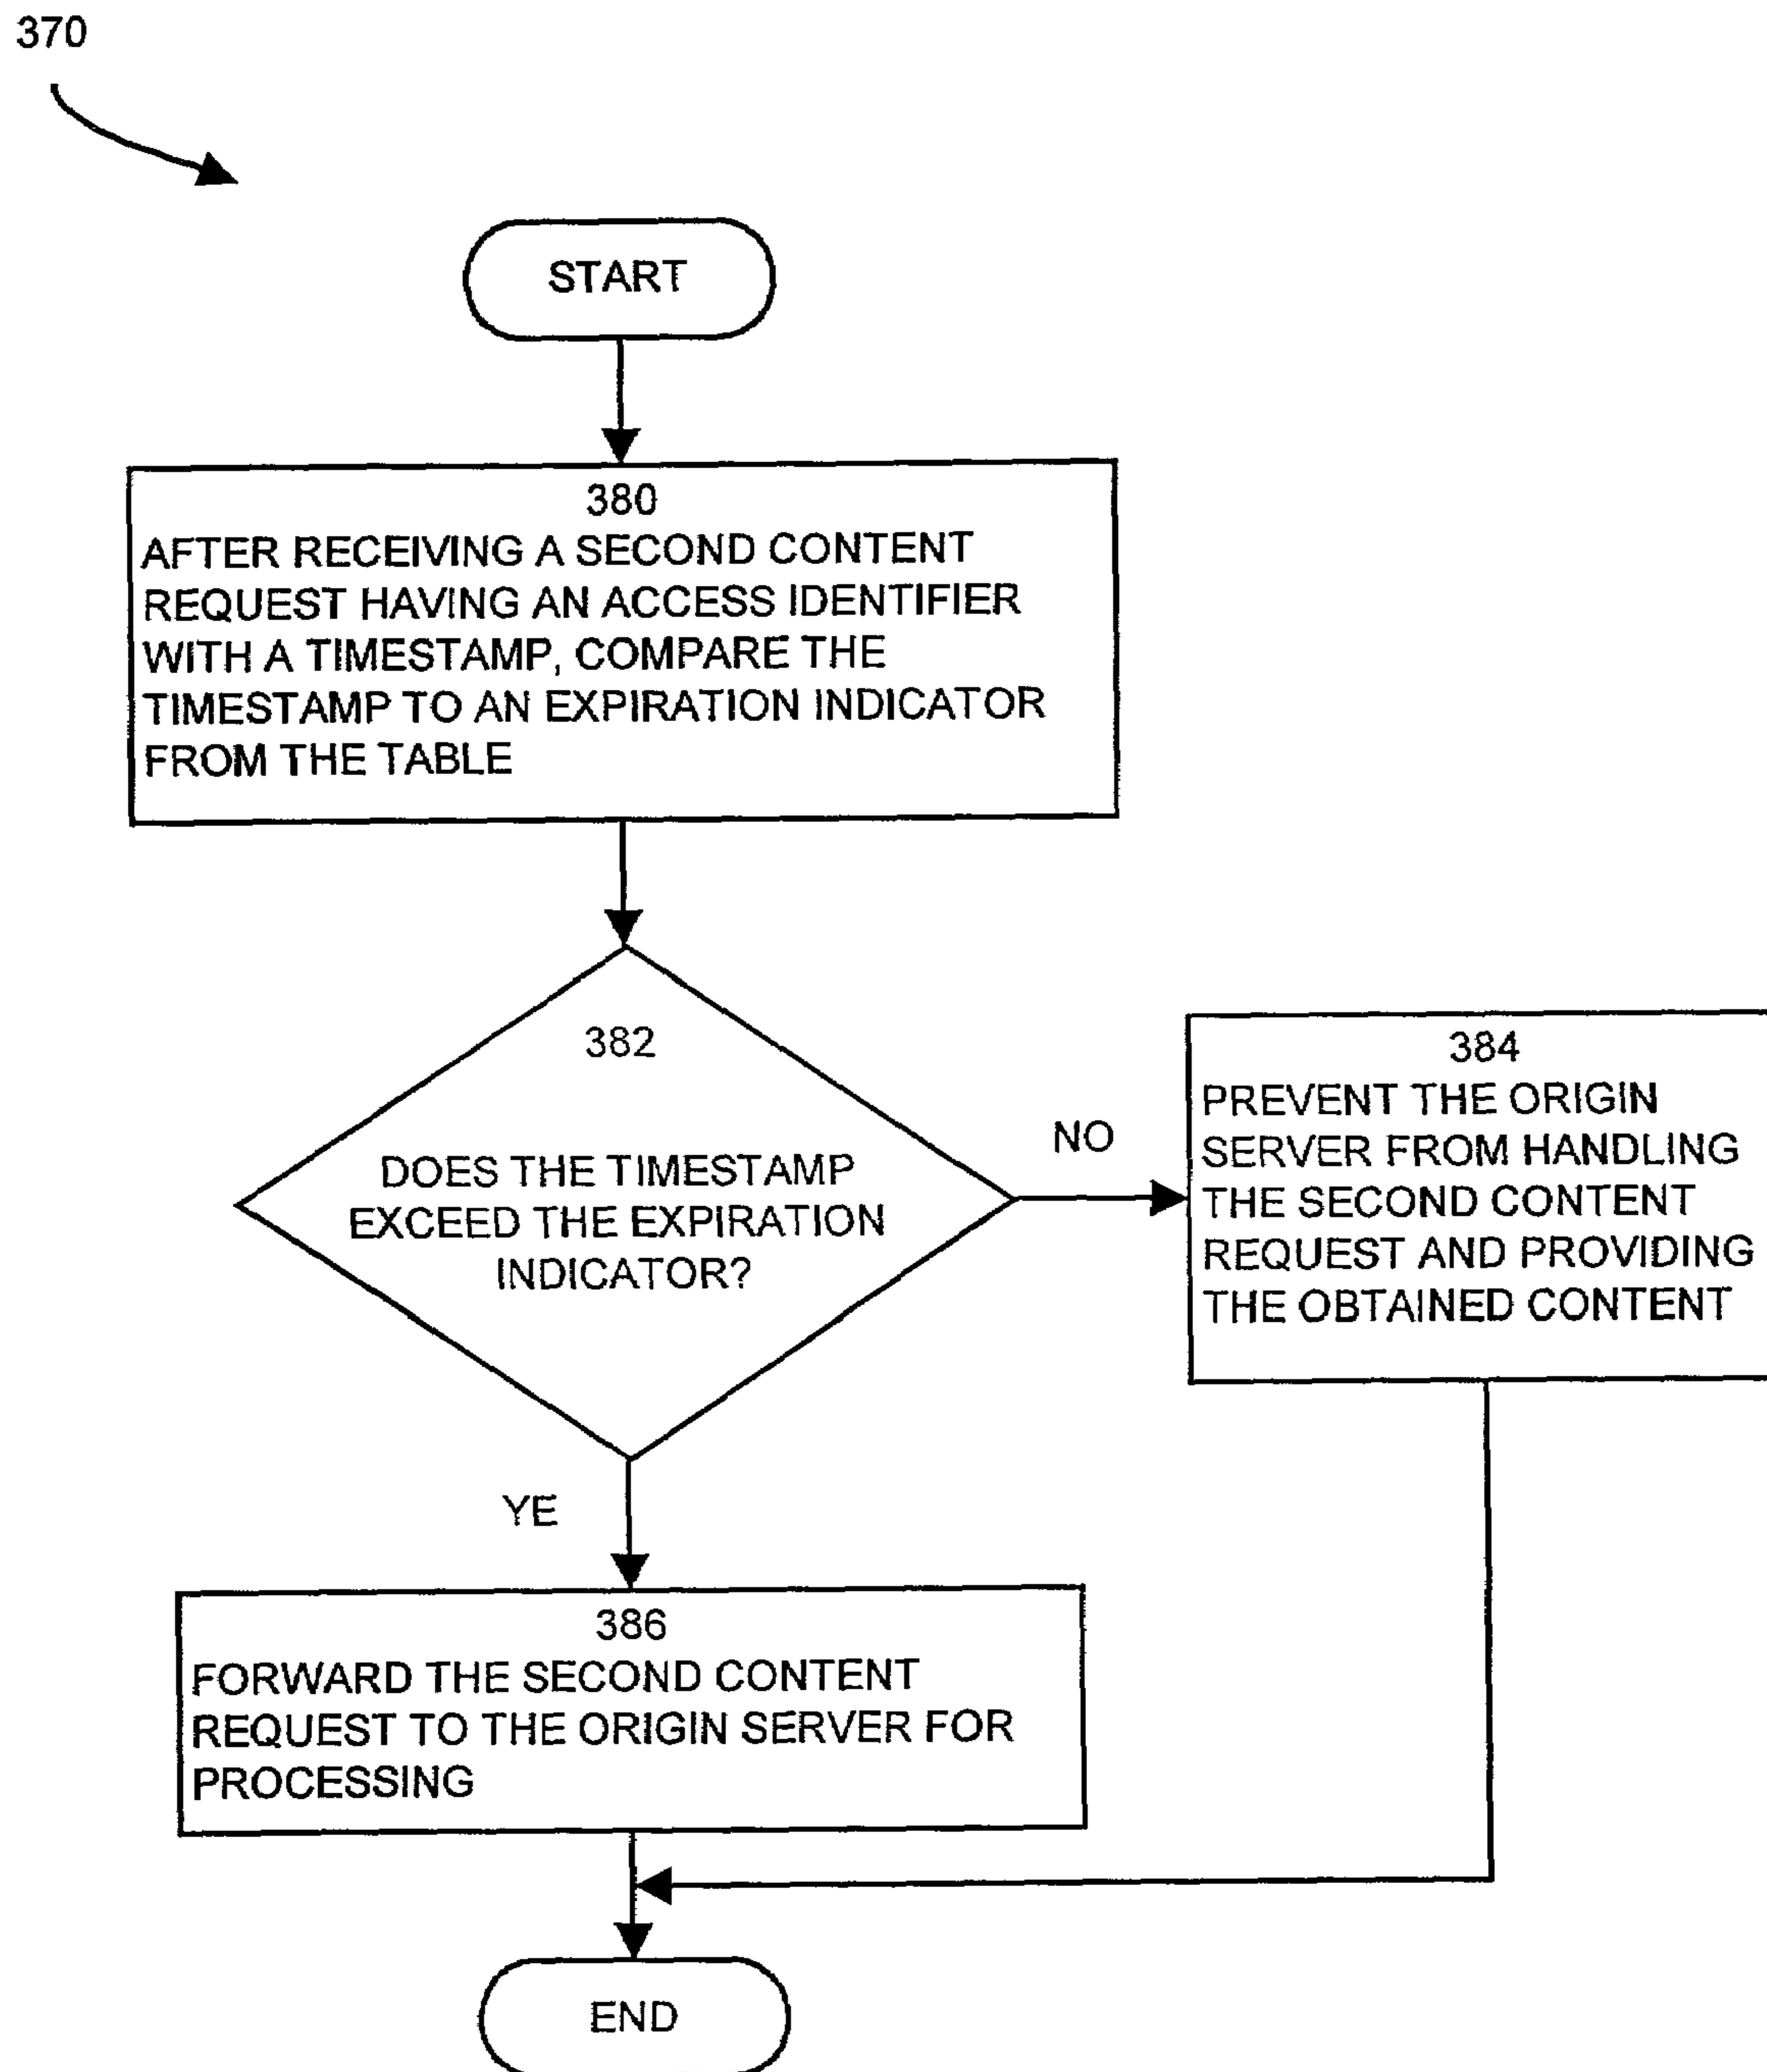 370
START
380
AFTER RECEIVING A SECOND CONTENT
REQUEST HAVING AN ACCESS IDENTIFIER
WITH A TIMESTAMP, COMPARE THE
TIMESTAMP TO AN EXPIRATION INDICATOR
FROM THE TABLE
382
DOES THE TIMESTAMP
EXCEED THE EXPIRATION
INDICATOR?
NO
384
PREVENT THE ORIGIN
SERVER FROM HANDLING
THE SECOND CONTENT
REQUEST AND PROVIDING
THE OBTAINED CONTENT
YE
386
FORWARD THE SECOND CONTENT
REQUEST TO THE ORIGIN SERVER FOR
PROCESSING
END